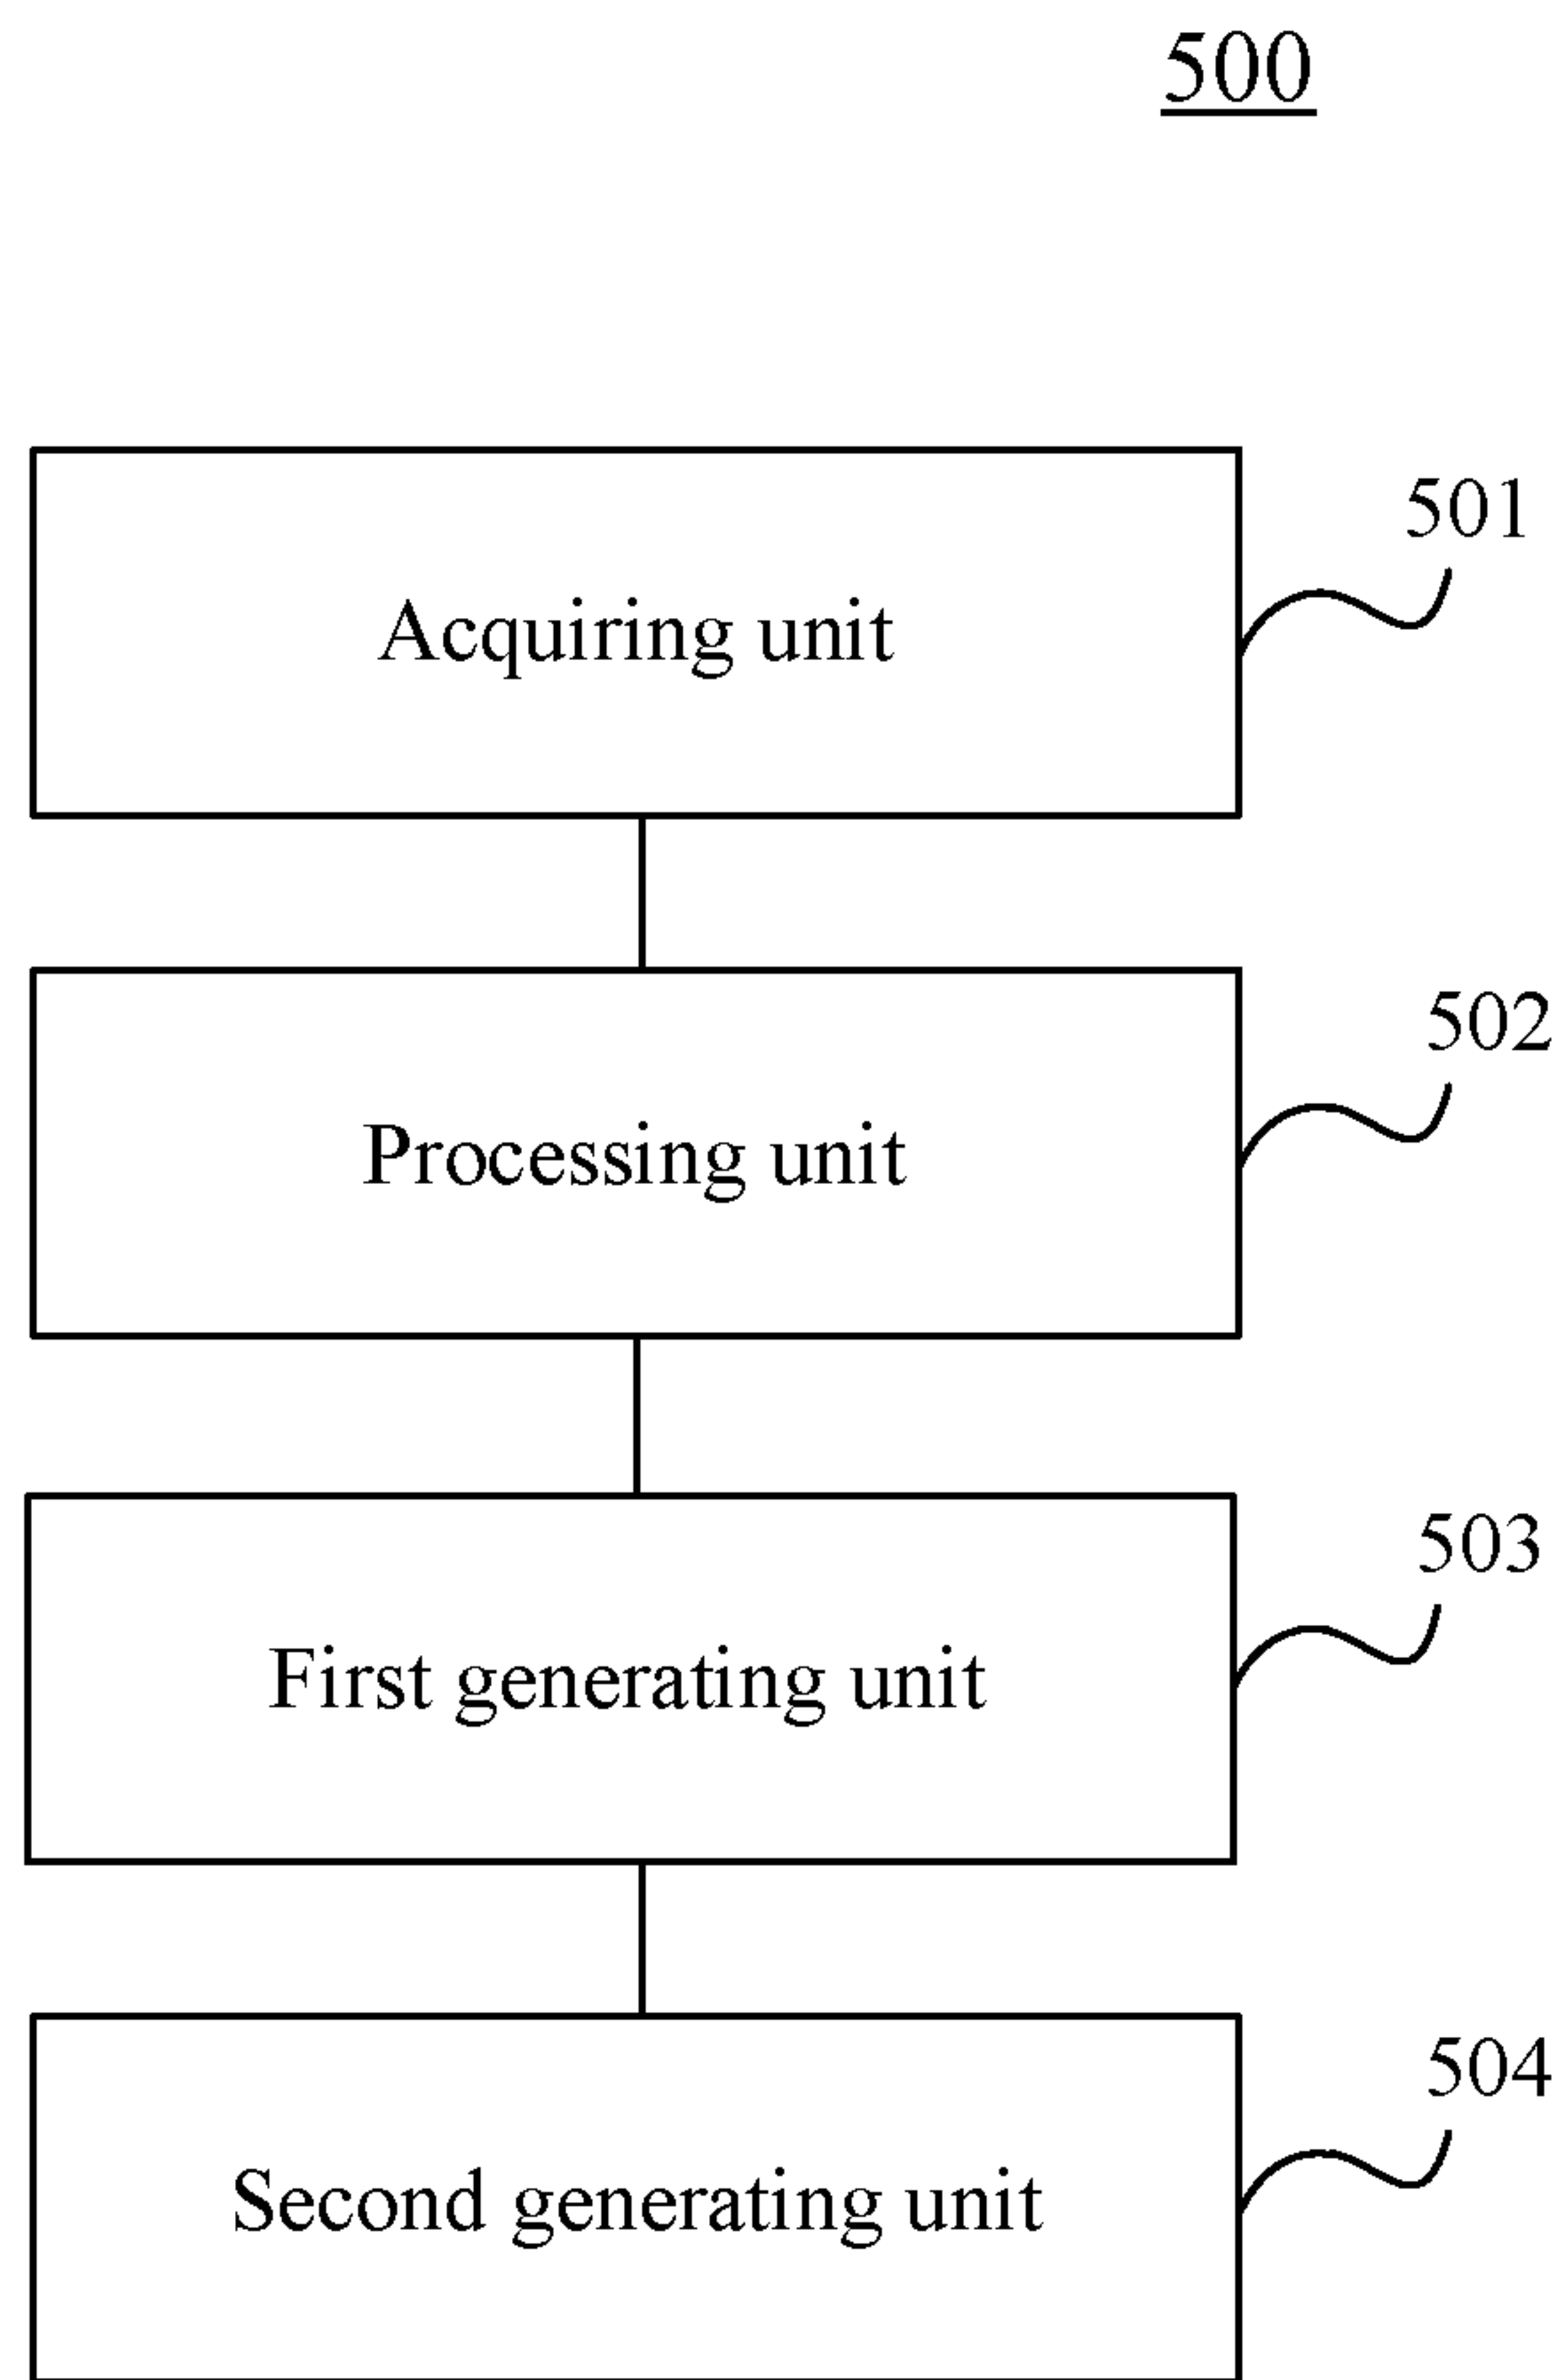 500
501
Acquiring unit
502
Processing unit
503
First generating unit
504
Second generating unit